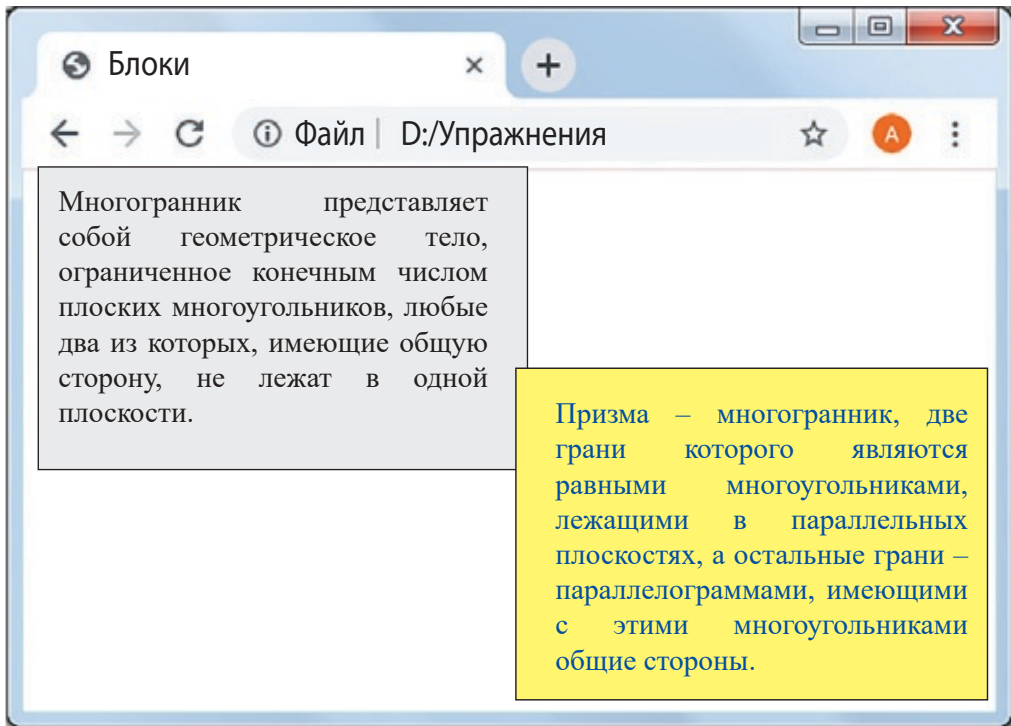 Блоки
Файл | D:/Упражнения
A
Многогранник представляет
собой геометрическое тело,
ограниченное конечным числом
плоских многоугольников, любые
два из которых, имеющие общую
сторону, не лежат в одной
плоскости.
Призма – многогранник, две
грани которого являются
равными многоугольниками,
лежащими в параллельных
плоскостях, а остальные грани –
параллелограммами, имеющими
с этими многоугольниками
общие стороны.